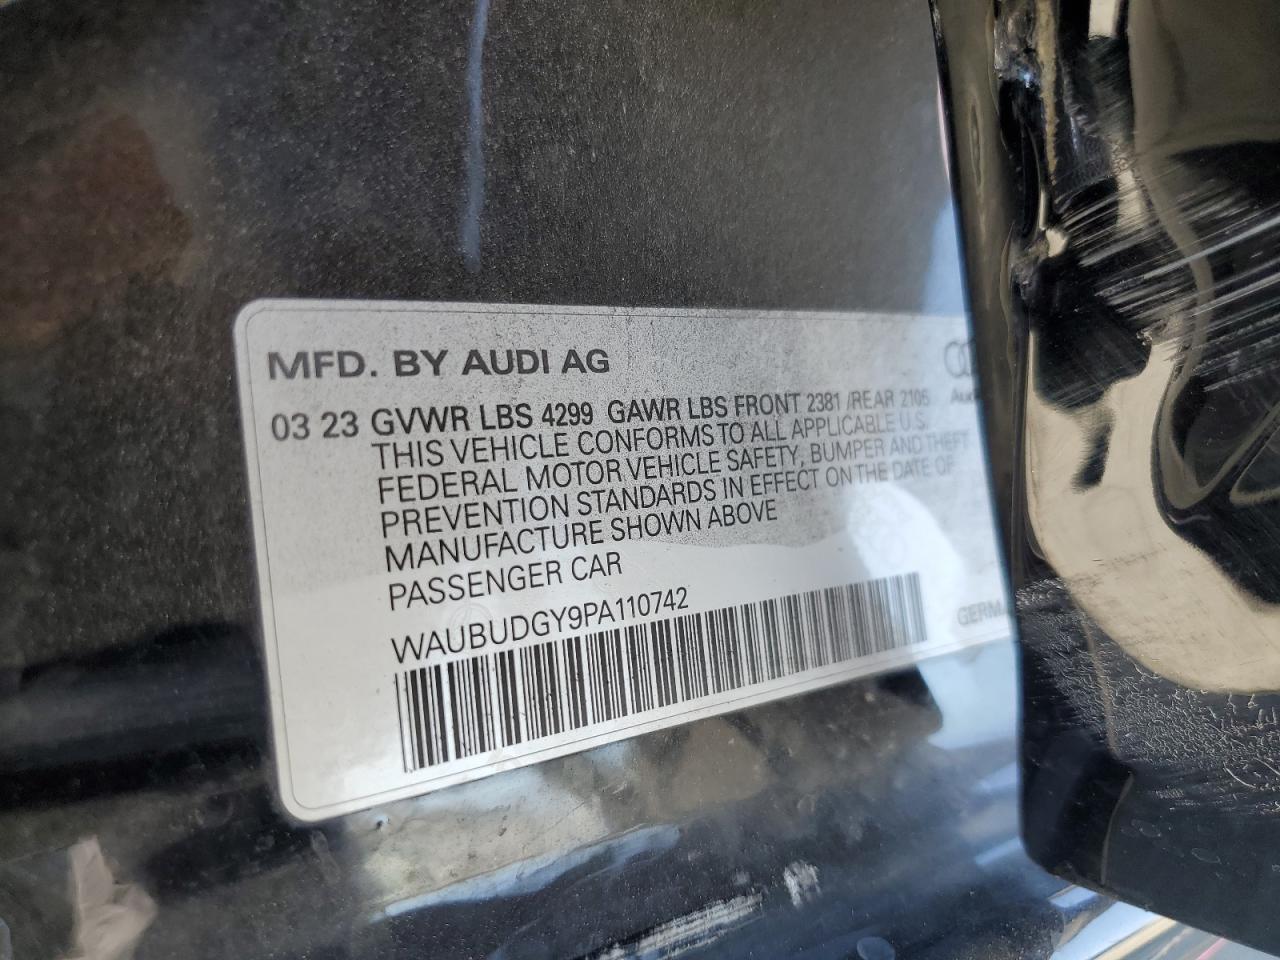 MFD. BY AUDI AG
03 23 GVWR LBS 4299 GAWR LBS FRONT 2381 /REAR 2105
THIS VEHICLE CONFORMS TO ALL APPLICABLE U.S.
FEDERAL MOTOR VEHICLE SAFETY, BUMPER AND THEFT
PREVENTION STANDARDS IN EFFECT ON THE DATE OF
MANUFACTURE SHOWN ABOVE
PASSENGER CAR
WAUBUDGY9PA110742